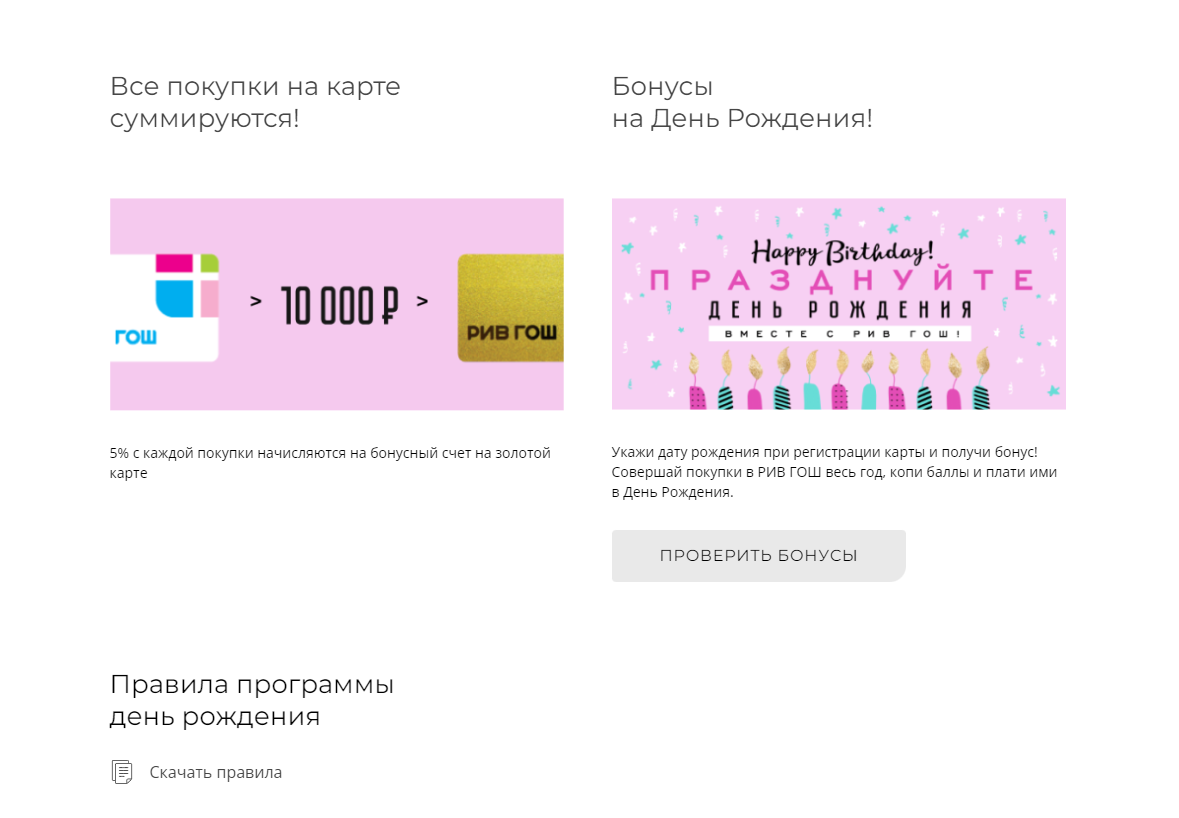 Все покупки на карте
суммируются!
ГОШ
> 10 000 ₽ >
РИВ ГОШ
5% с каждой покупки начисляются на бонусный счет на золотой
карте
Бонусы
на День Рождения!
Happy Birthday!
ПРАЗДНУЙТЕ
ДЕНЬ РОЖДЕНИЯ
ВМЕСТЕ С РИВ ГОШ!
Укажи дату рождения при регистрации карты и получи бонус!
Совершай покупки в РИВ ГОШ весь год, копи баллы и плати ими
в День Рождения.
ПРОВЕРИТЬ БОНУСЫ
Правила программы
день рождения
Скачать правила